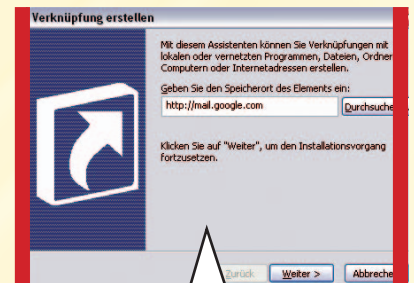 Verknüpfung erstellen
Mit diesem Assistenten können Sie Verknüpfungen mit
lokalen oder vernetzten Programmen, Dateien, Ordner
Computern oder Internetadressen erstellen.
Geben Sie den Speicherort des Elements ein:
http://mail.google.com
Durchsuche
Klicken Sie auf "Weiter", um den Installationsvorgang
fortzusetzen.
Zurück Weiter > Abbreche